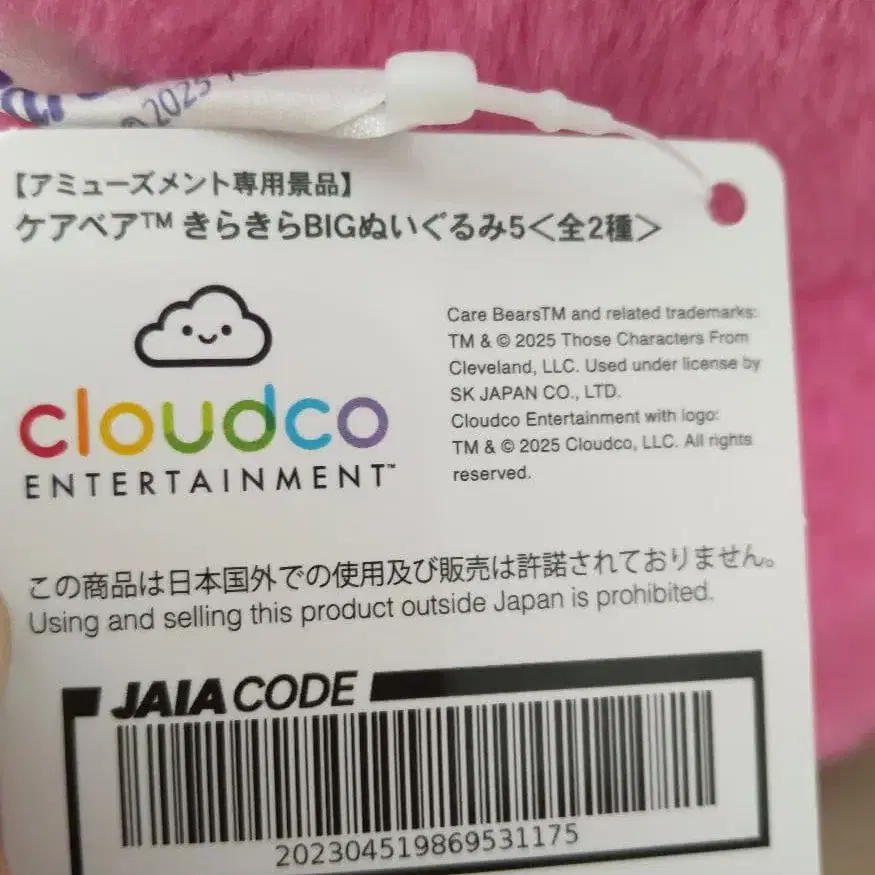 ©2025
【アミューズメント専用景品】
ケアベア™ きらきらBIGぬいぐるみ5＜全2種＞
cloudco
ENTERTAINMENT™
Care BearsTM and related trademarks:
TM & © 2025 Those Characters From
Cleveland, LLC. Used under license by
SK JAPAN CO., LTD.
Cloudco Entertainment with logo:
TM & © 2025 Cloudco, LLC. All rights
reserved.
この商品は日本国外での使用及び販売は許諾されておりません。
Using and selling this product outside Japan is prohibited.
JAIA CODE
202304519869531175